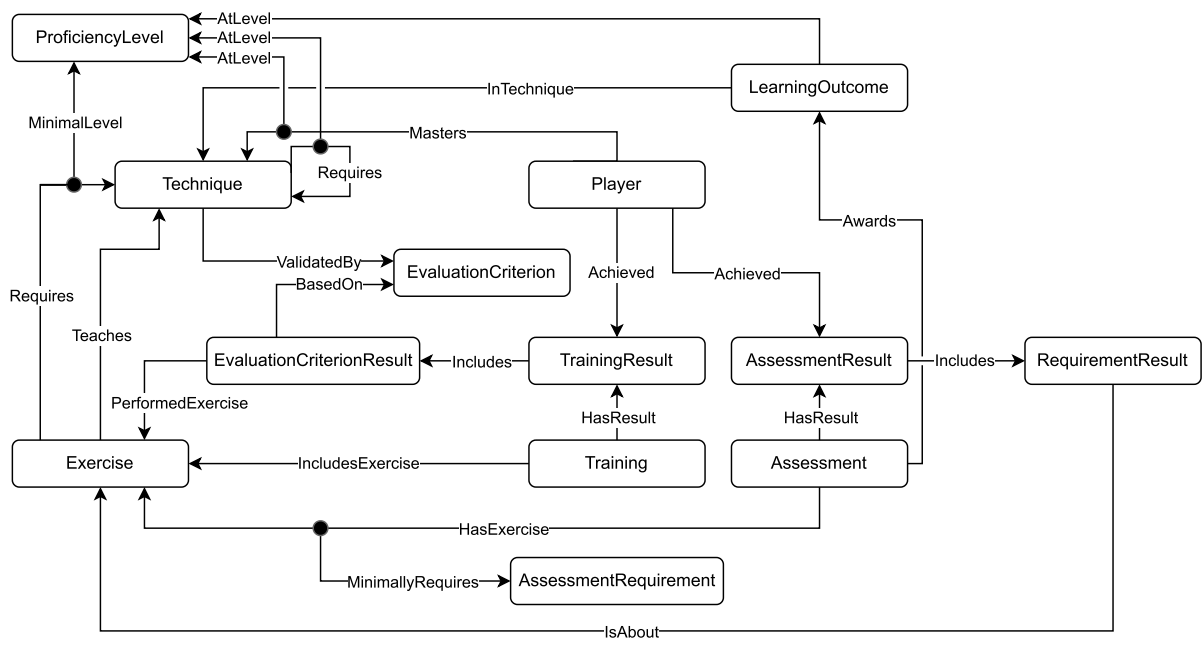 AtLevel
ProficiencyLevel
AtLevel
AtLevel
LearningOutcome
InTechnique
MinimalLevel
Masters
Requires
Technique
Player
Awards
ValidatedBy
EvaluationCriterion
Achieved
Achieved
BasedOn
Requires
Teaches
EvaluationCriterionResult
Includes
TrainingResult
AssessmentResult
Includes
RequirementResult
PerformedExercise
HasResult
HasResult
Exercise
IncludesExercise
Training
Assessment
HasExercise
MinimallyRequires
AssessmentRequirement
IsAbout